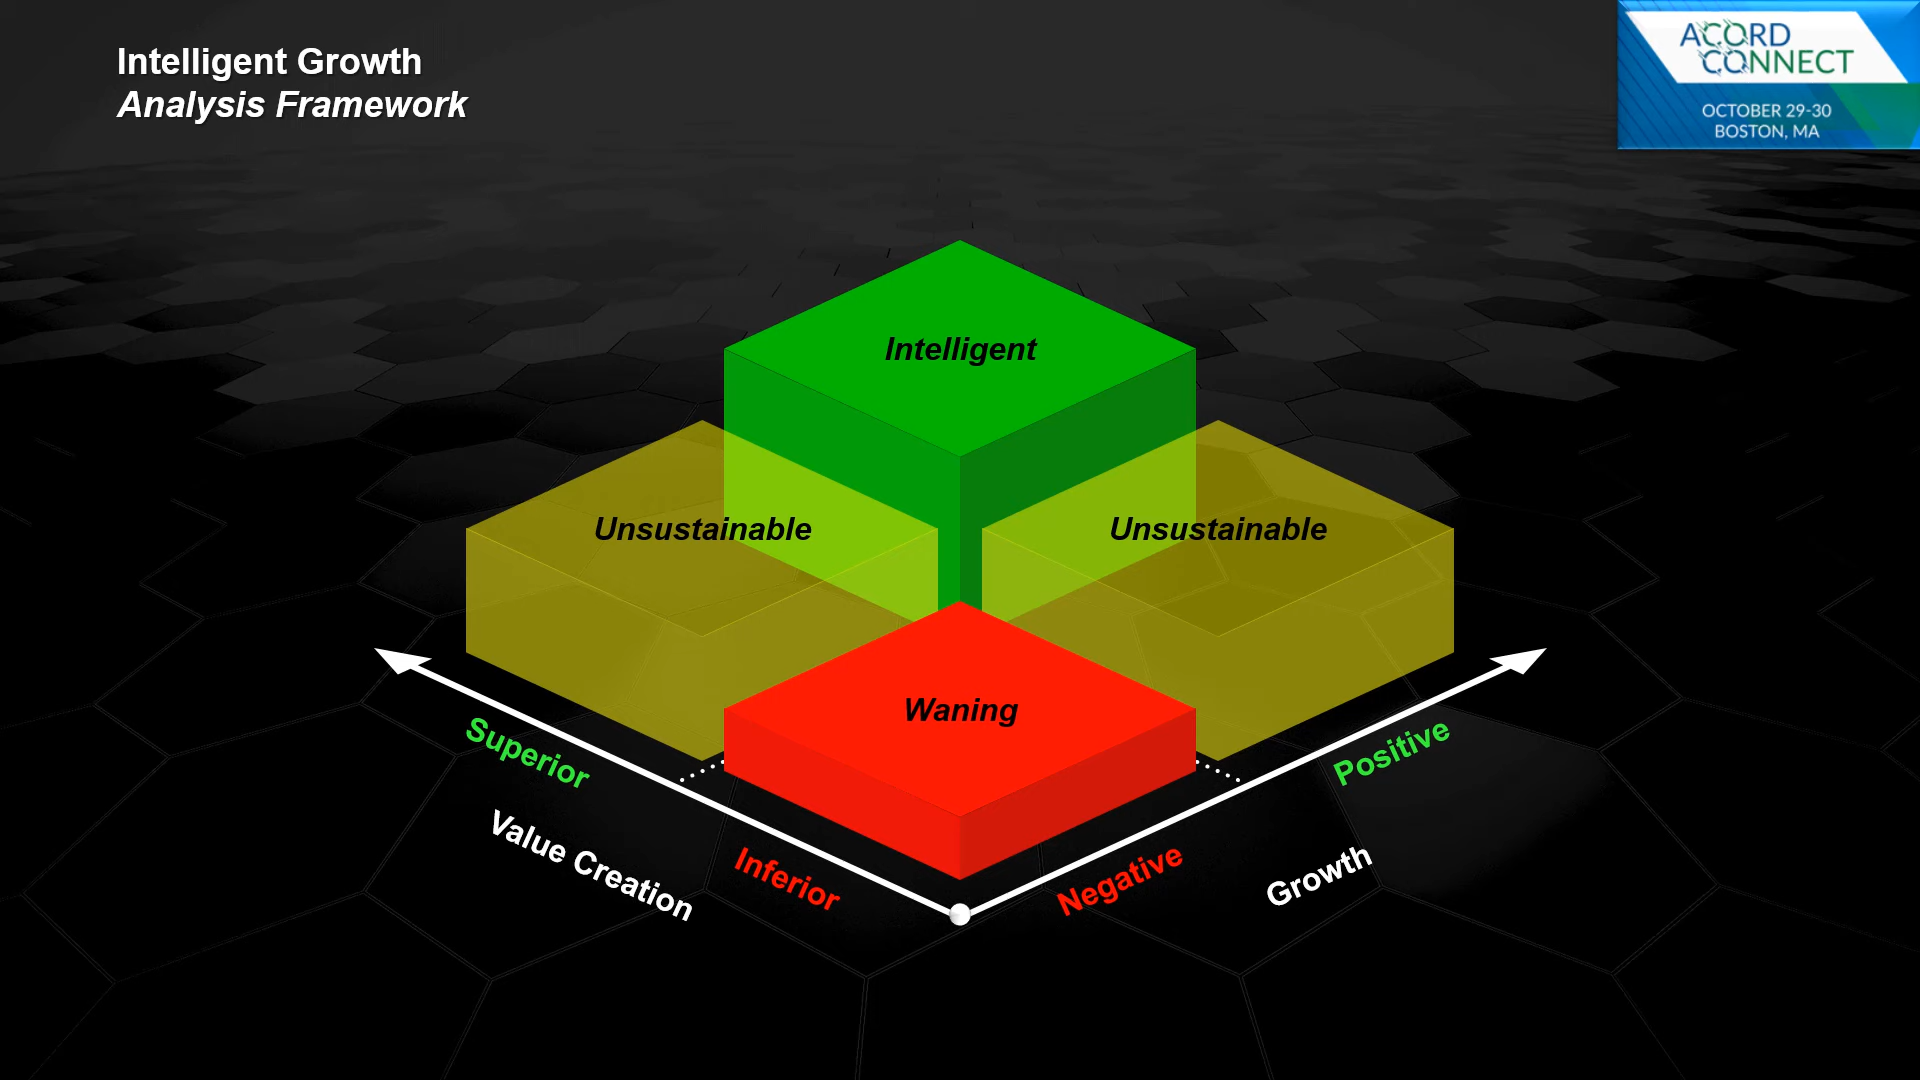 Intelligent Growth
Analysis Framework
ACORD
CONNECT
OCTOBER 29-30
BOSTON, MA
Intelligent
Unsustainable
Unsustainable
Waning
Superior
Value Creation
Inferior
Negative
Growth
Positive